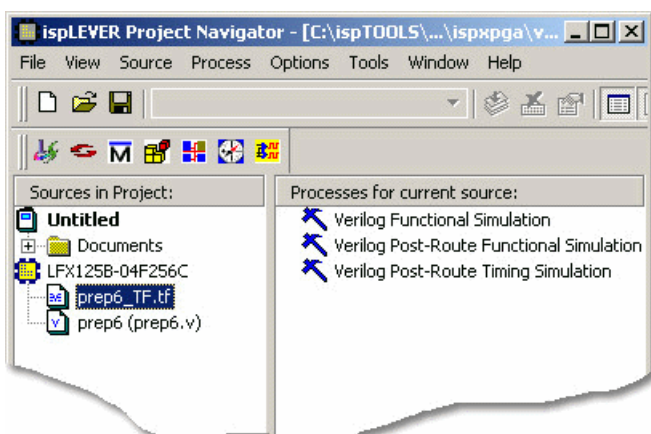 ispLEVER Project Navigator - [C:\ispTOOLS\...\ispxpga\v...
File View Source Process Options Tools Window Help
Sources in Project:
Processes for current source:
Untitled
Documents
LFX125B-04F256C
prep6_TF.tf
prep6 (prep6.v)
Verilog Functional Simulation
Verilog Post-Route Functional Simulation
Verilog Post-Route Timing Simulation